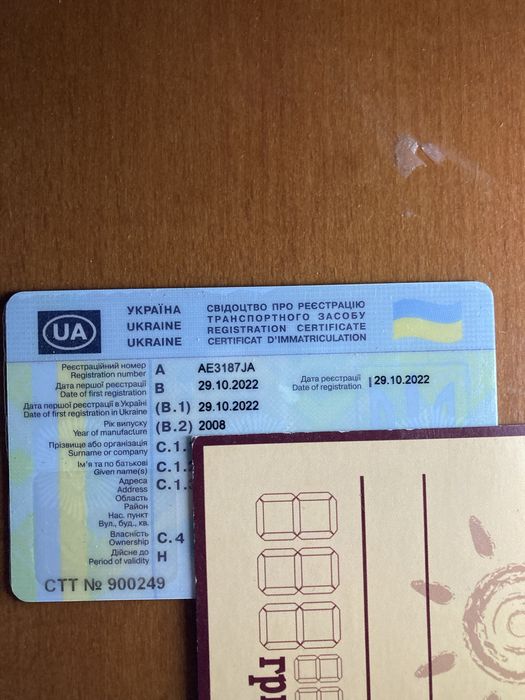 UA
УКРАЇНА
UKRAINE
UKRAINE
СВІДОЦТВО ПРО РЕЄСТРАЦІЮ
ТРАНСПОРТНОГО ЗАСОБУ
REGISTRATION CERTIFICATE
CERTIFICAT D'IMMATRICULATION
Реєстраційний номер
Registration number A AE3187JA
Дата першої реєстрації
Date of first registration B 29.10.2022
Дата реєстрації
Date of registration I 29.10.2022
Дата першої реєстрації в Україні
Date of first registration in Ukraine (B.1) 29.10.2022
Рік випуску
Year of manufacture (B.2) 2008
Прізвище або організація
Surname or company C.1.
Ім'я та по батькові
Given name(s) C.1.
Адреса
Address C.1.
Область
Район
Нас. пункт
Вул., буд., кв.
Власність
Ownership C.4
Дійсне до
Period of validity H
СТТ № 900249
гр